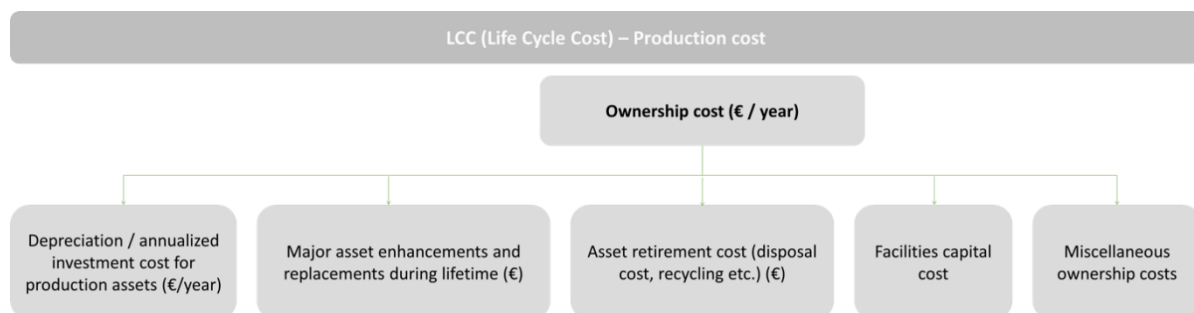 LCC (Life Cycle Cost) – Production cost
Ownership cost (€ / year)
Depreciation / annualized
investment cost for
production assets (€/year)
Major asset enhancements and
replacements during lifetime (€)
Asset retirement cost (disposal
cost, recycling etc.) (€)
Facilities capital
cost
Miscellaneous
ownership costs